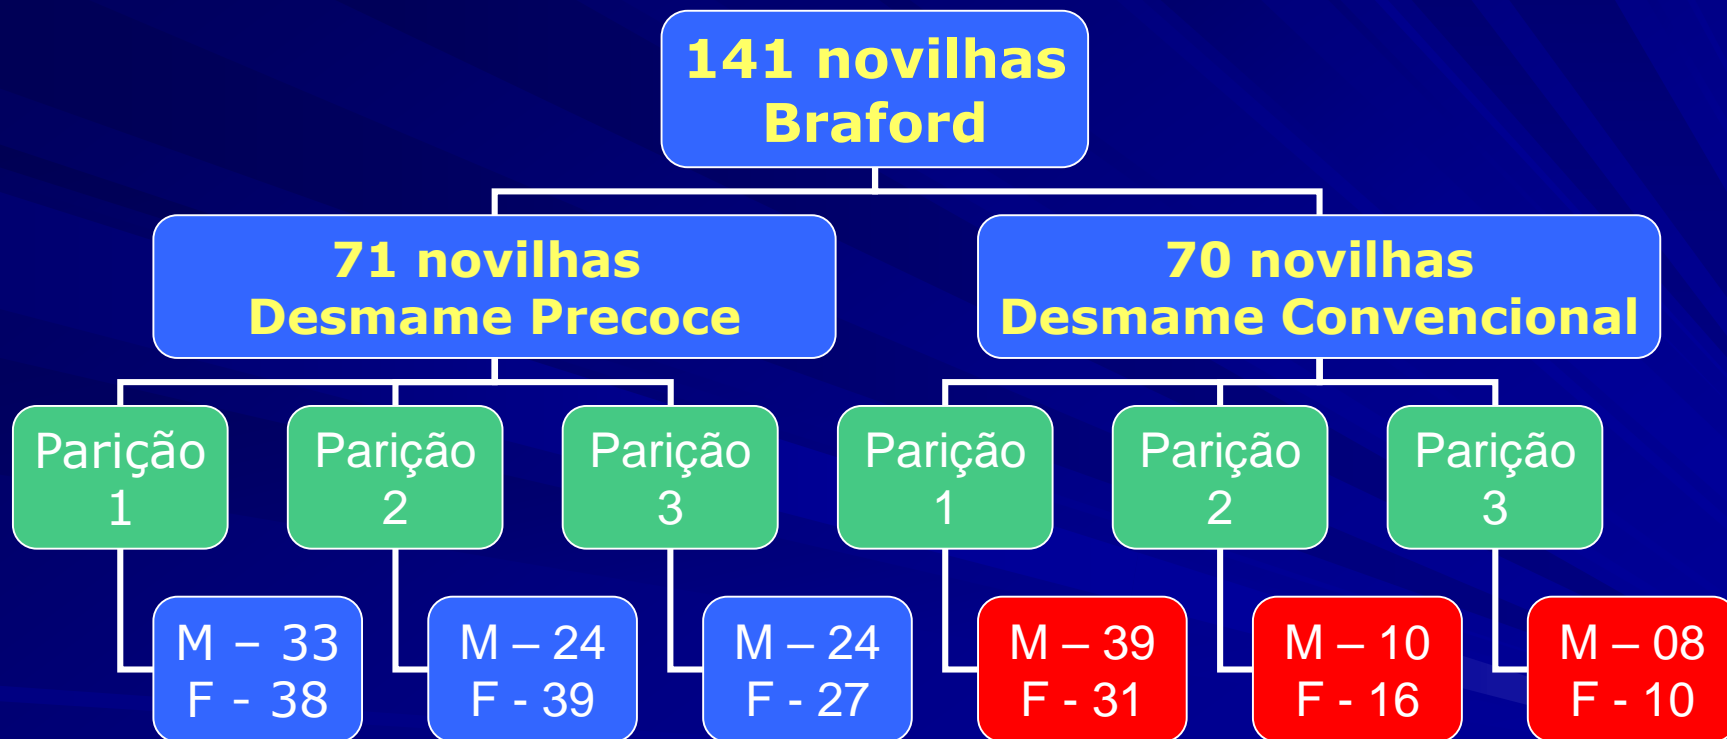 141 novilhas
Braford
71 novilhas
Desmame Precoce
70 novilhas
Desmame Convencional
Parição
1
Parição
2
Parição
3
Parição
1
Parição
2
Parição
3
M – 33
F - 38
M – 24
F - 39
M – 24
F - 27
M – 39
F - 31
M – 10
F - 16
M – 08
F - 10